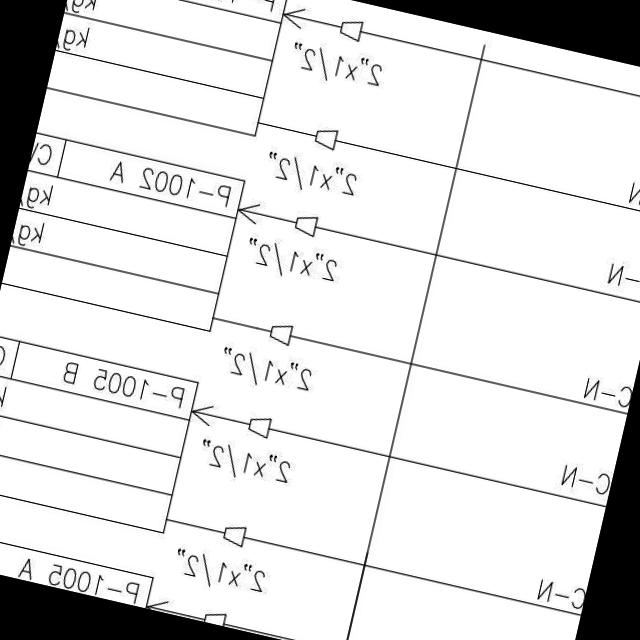 kg/
kg/
2"x1/2"
2"x1/2"
P-1002 A
kg/
kg/
2"x1/2"
2"x1/2"
P-1005 B
2"x1/2"
2"x1/2"
P-1005 A
N-
C-N
C-N
C-N